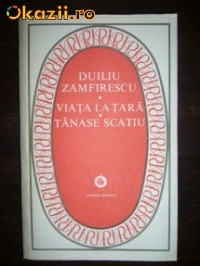 Okazii.ro
DUILIU
ZAMFIRESCU
VIAȚA LA ȚARĂ
TĂNASE SCATIU